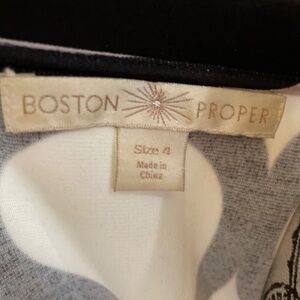 BOSTON PROPER
Size 4
Made in
China